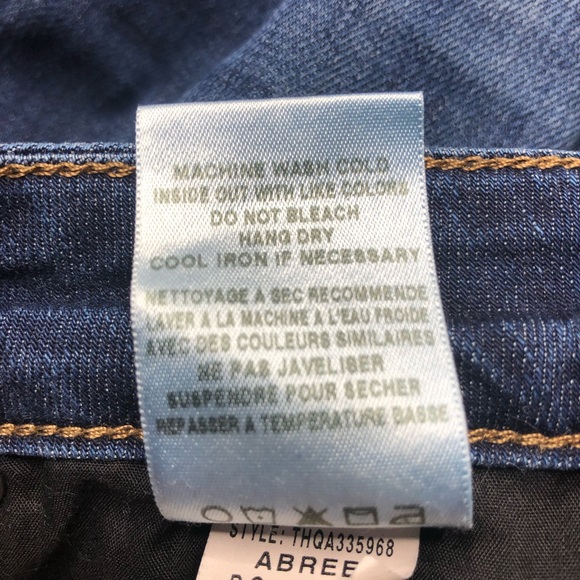 MACHINE WASH COLD
INSIDE OUT WITH LIKE COLORS
DO NOT BLEACH
HANG DRY
COOL IRON IF NECESSARY
NETTOYAGE A SEC RECOMMENDE
LAVER A LA MACHINE A L'EAU FROIDE
AVEC DES COULEURS SIMILAIRES
NE PAS JAVELISER
SUSPENDRE POUR SECHER
REPASSER A TEMPERATURE BASSE
STYLE: THQA335968
ABREE